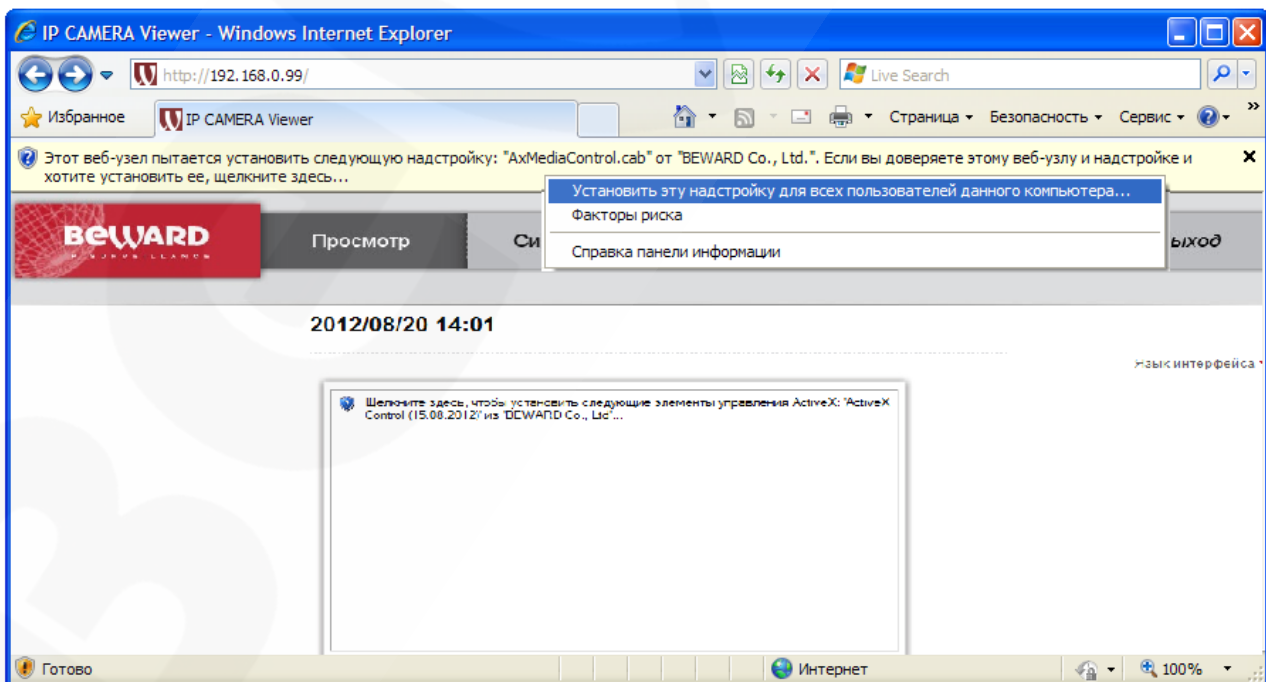 IP CAMERA Viewer - Windows Internet Explorer
http://192.168.0.99/
Live Search
Избранное
IP CAMERA Viewer
Страница
Безопасность
Сервис
Этот веб-узел пытается установить следующую надстройку: "AxMediaControl.cab" от "BEWARD Co., Ltd.". Если вы доверяете этому веб-узлу и надстройке и
хотите установить ее, щелкните здесь...
Установить эту надстройку для всех пользователей данного компьютера...
Факторы риска
Справка панели информации
BEWARD
Просмотр
Си
ыход
2012/08/20 14:01
Язык интерфейса
Щелкните здесь, чтобы установить следующие элементы управления ActiveX: 'ActiveX
Control (15.08.2012)' из 'BEWARD Co., Ltd'...
Готово
Интернет
100%